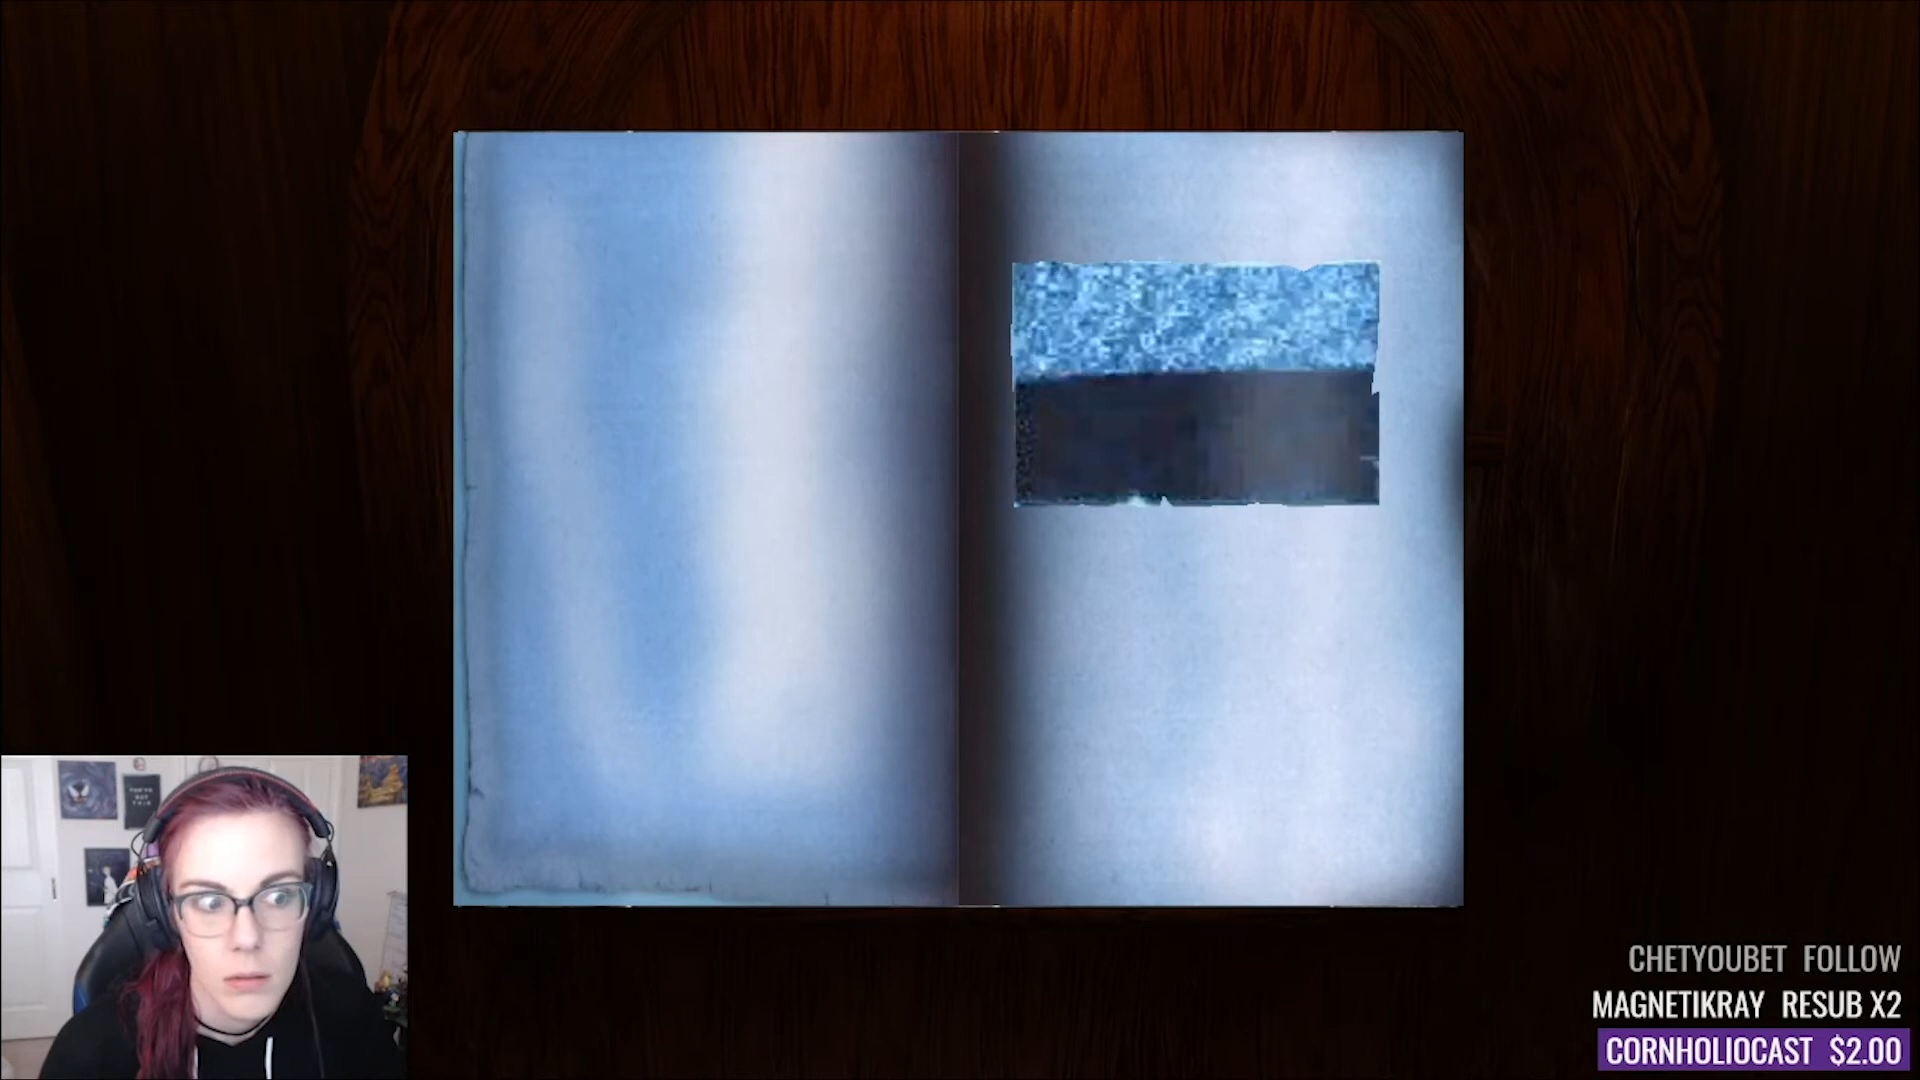 CHETYOUBET FOLLOW
MAGNETIKRAY RESUB X2
CORNHOLIOCAST $2.00